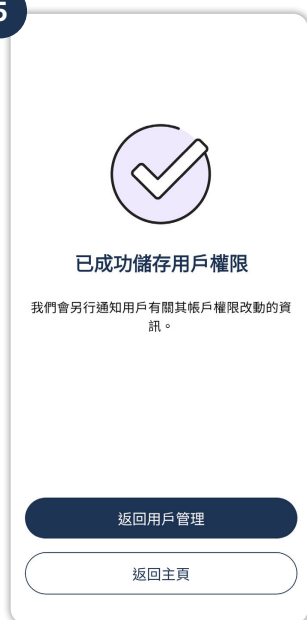 5
已成功儲存用戶權限
我們會另行通知用戶有關其帳戶權限改動的資
訊。
返回用戶管理
返回主頁